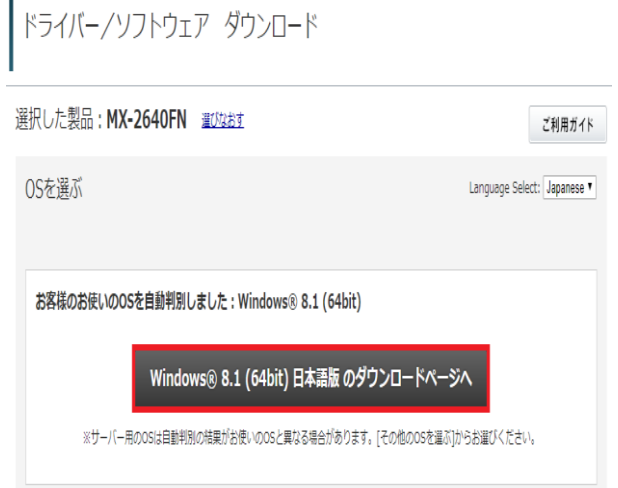 ドライバー/ソフトウェア ダウンロード
選択した製品 : MX-2640FN 選びなおす
ご利用ガイド
OSを選ぶ
Language Select: Japanese ▼
お客様のお使いのOSを自動判別しました : Windows® 8.1 (64bit)
Windows® 8.1 (64bit) 日本語版 のダウンロードページへ
※サーバー用のOSは自動判別の結果がお使いのOSと異なる場合があります。[その他のOSを選ぶ]からお選びください。